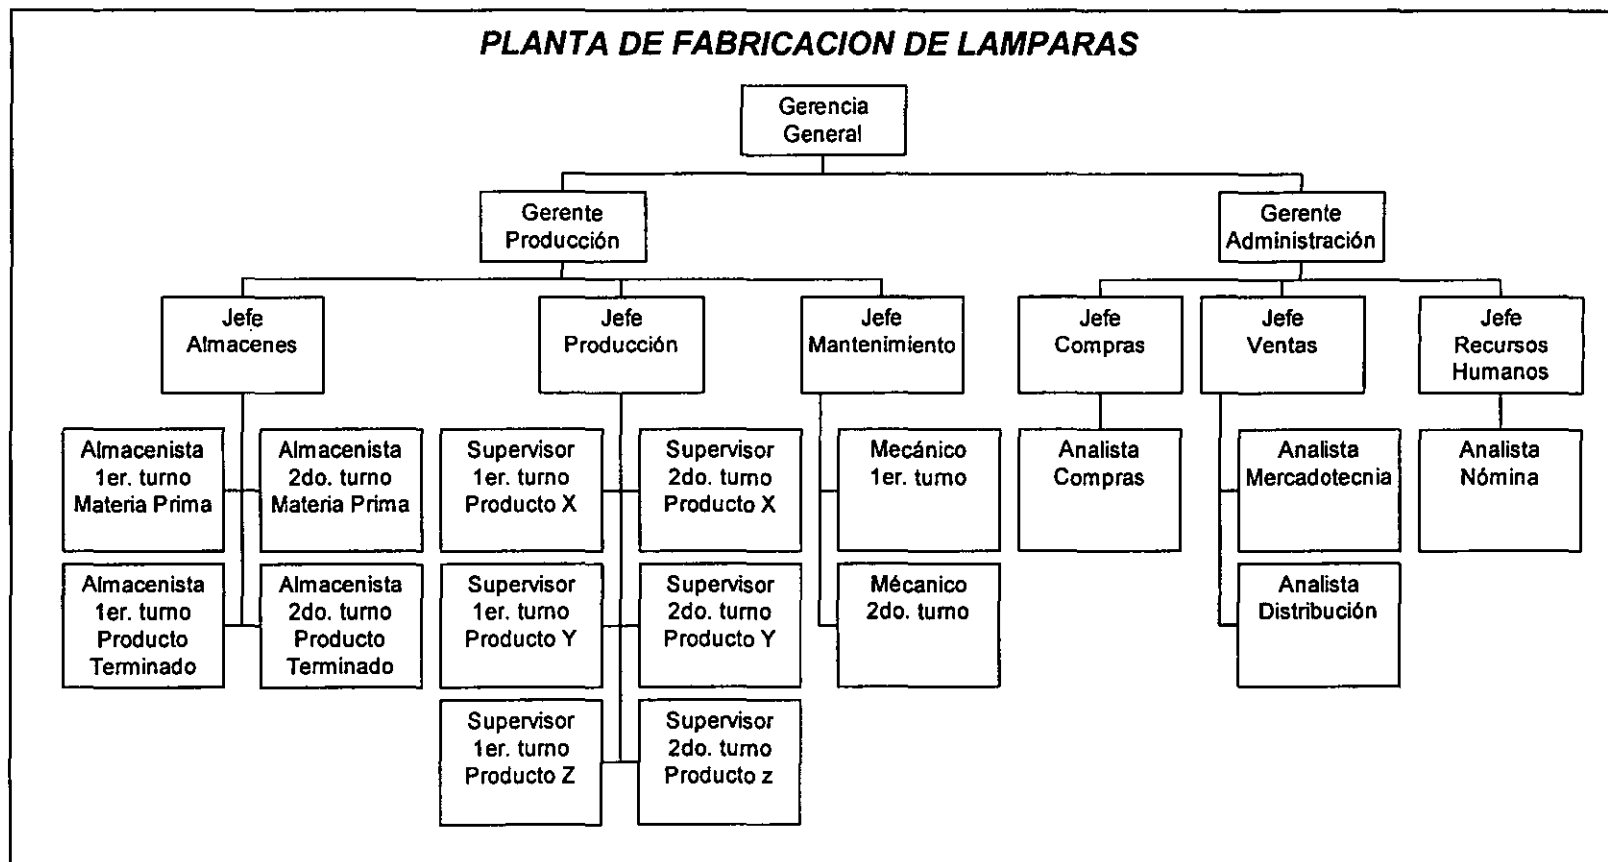 PLANTA DE FABRICACION DE LAMPARAS
Gerencia
General
Gerente
Producción
Gerente
Administración
Jefe
Almacenes
Jefe
Producción
Jefe
Mantenimiento
Jefe
Compras
Jefe
Ventas
Jefe
Recursos
Humanos
Almacenista
1er. turno
Materia Prima
Almacenista
2do. turno
Materia Prima
Supervisor
1er. turno
Producto X
Supervisor
2do. turno
Producto X
Mecánico
1er. turno
Analista
Compras
Analista
Mercadotecnia
Analista
Nómina
Almacenista
1er. turno
Producto
Terminado
Almacenista
2do. turno
Producto
Terminado
Supervisor
1er. turno
Producto Y
Supervisor
2do. turno
Producto Y
Mécanico
2do. turno
Analista
Distribución
Supervisor
1er. turno
Producto Z
Supervisor
2do. turno
Producto z